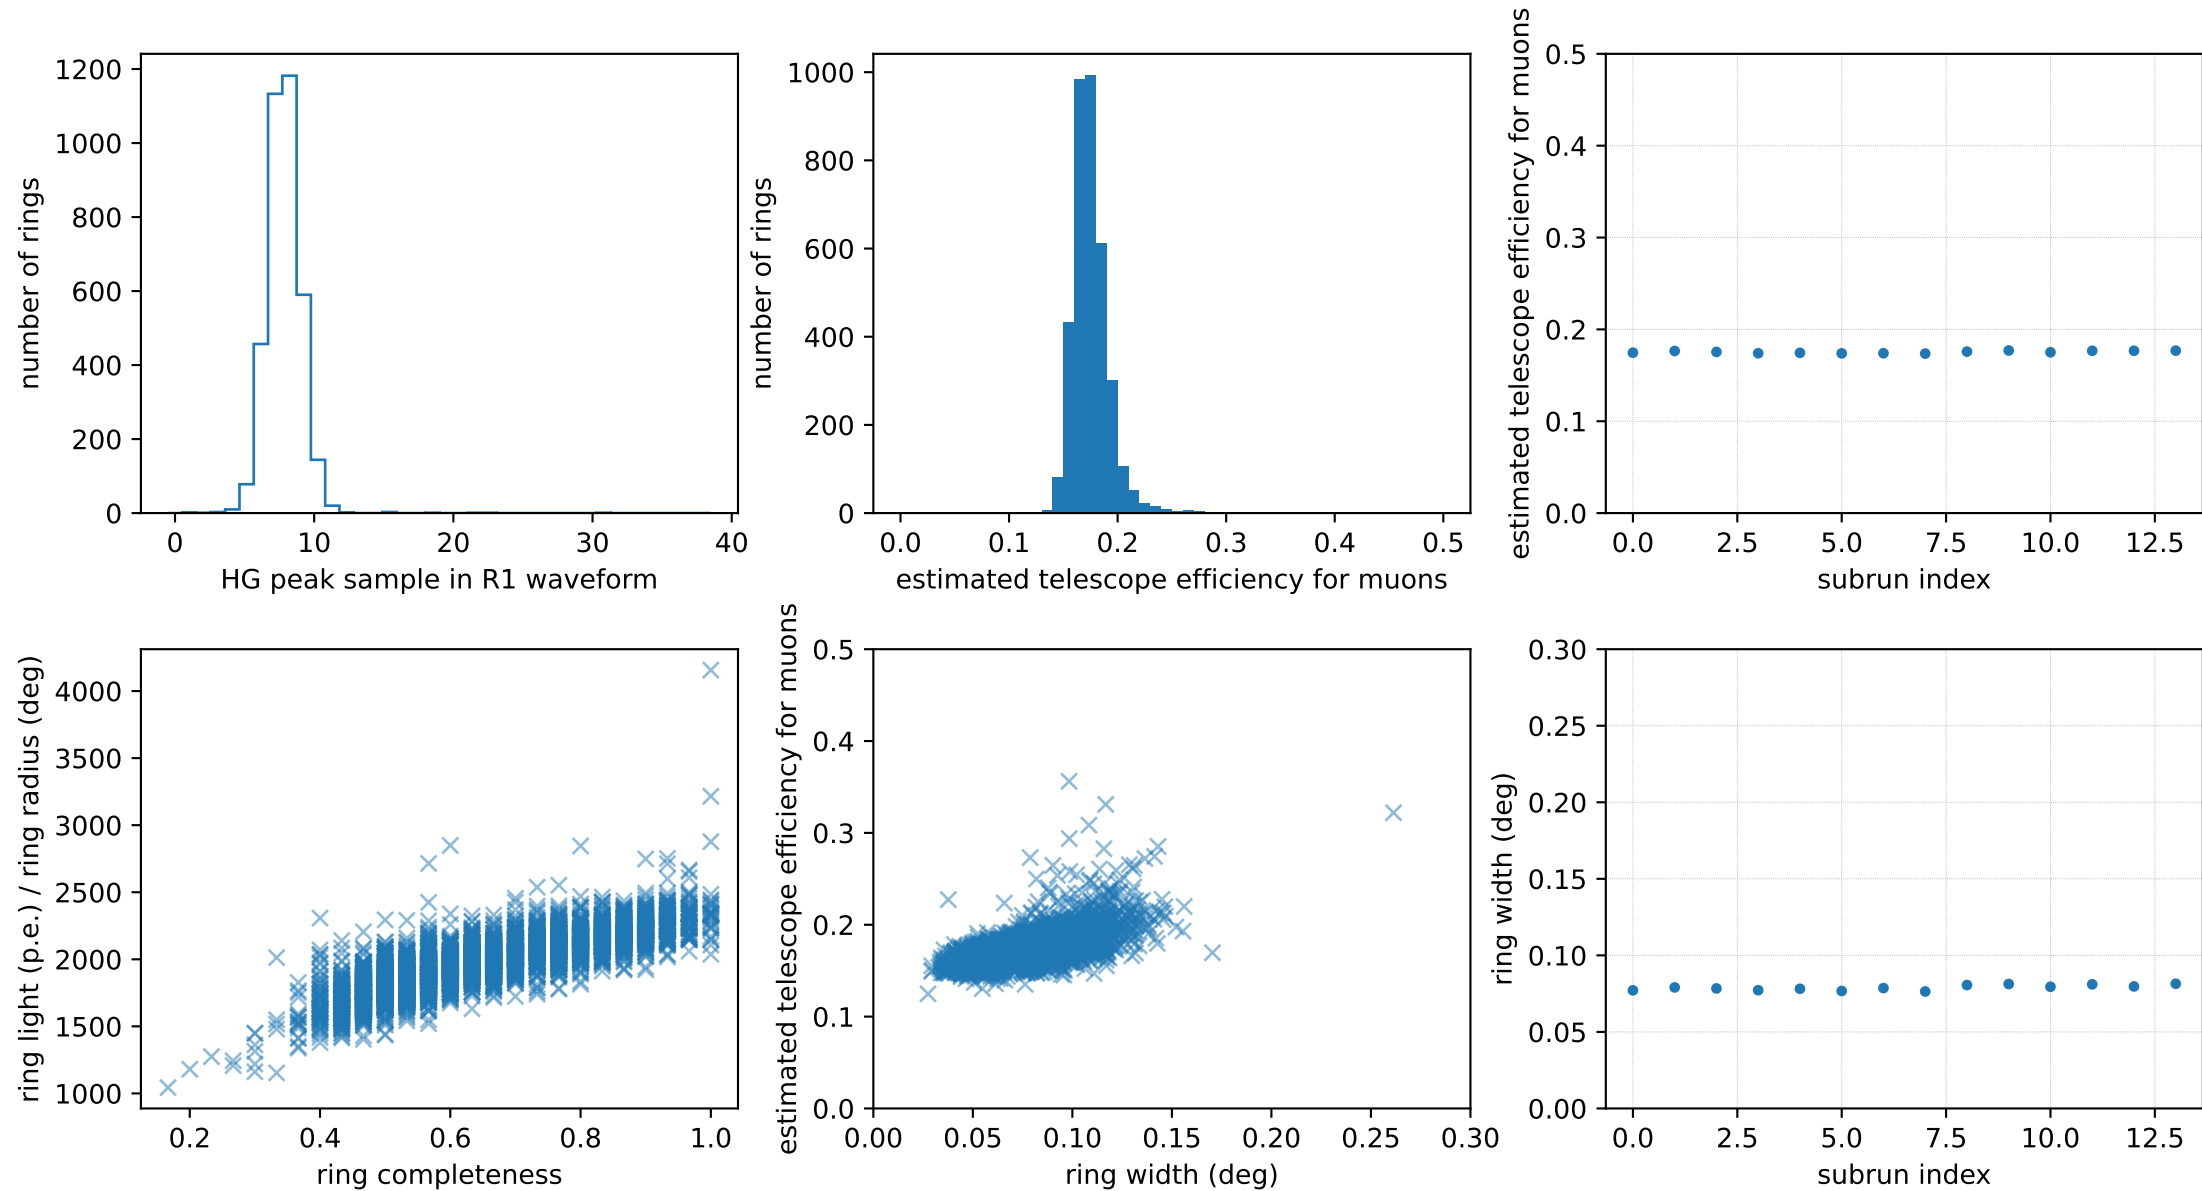 1200
1000
800
600
400
200
0
number of rings
0 10 20 30 40
HG peak sample in R1 waveform
1000
800
600
400
200
0
number of rings
0.0 0.1 0.2 0.3 0.4 0.5
estimated telescope efficiency for muons
0.5
0.4
0.3
0.2
0.1
0.0
estimated telescope efficiency for muons
0.0 2.5 5.0 7.5 10.0 12.5
subrun index
4000
3500
3000
2500
2000
1500
1000
ring light (p.e.) / ring radius (deg)
0.2 0.4 0.6 0.8 1.0
ring completeness
0.5
0.4
0.3
0.2
0.1
0.0
estimated telescope efficiency for muons
0.00 0.05 0.10 0.15 0.20 0.25 0.30
ring width (deg)
0.30
0.25
0.20
0.15
0.10
0.05
0.00
ring width (deg)
0.0 2.5 5.0 7.5 10.0 12.5
subrun index